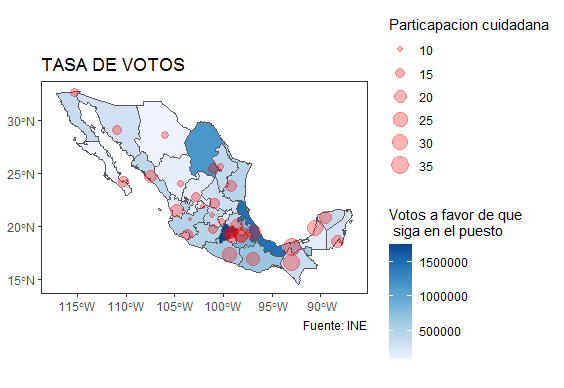 TASA DE VOTOS
30°N
25°N
20°N
15°N
115°W 110°W 105°W 100°W 95°W 90°W
Fuente: INE
Particapacion cuidadana
10
15
20
25
30
35
Votos a favor de que
siga en el puesto
1500000
1000000
500000